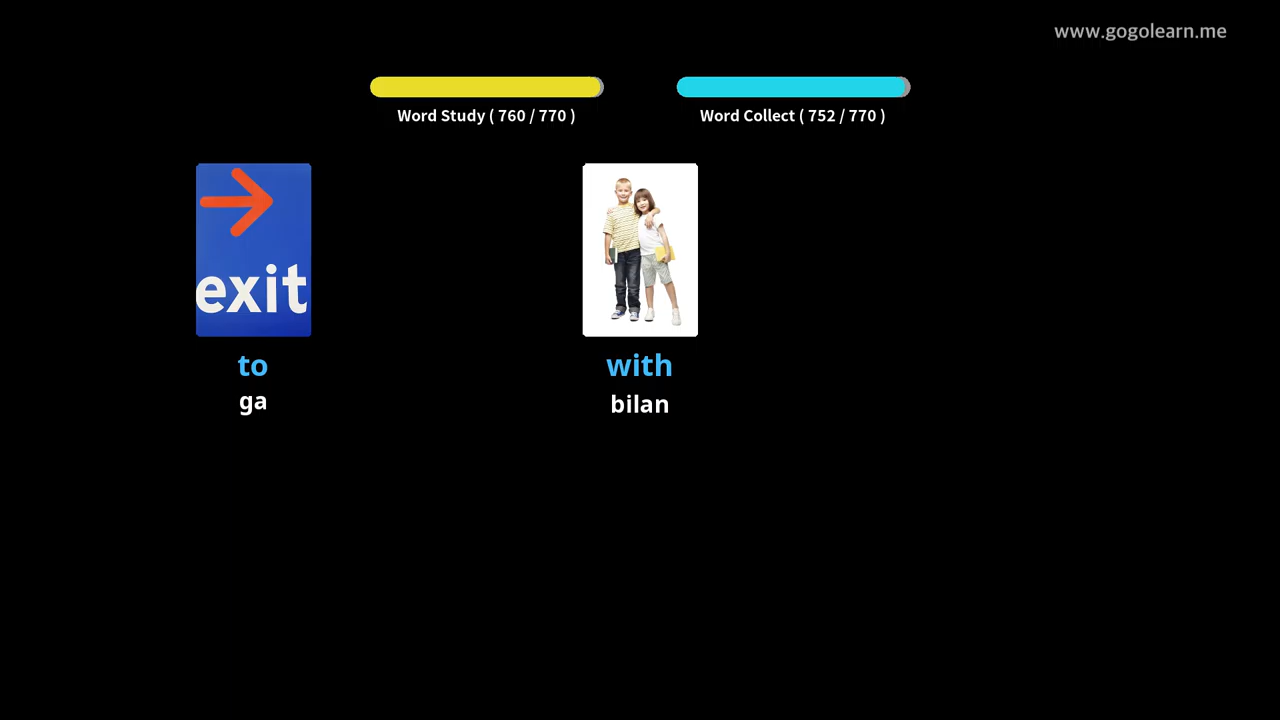 www.gogolearn.me
Word Study ( 760 / 770 )
Word Collect ( 752 / 770 )
exit
to
ga
with
bilan